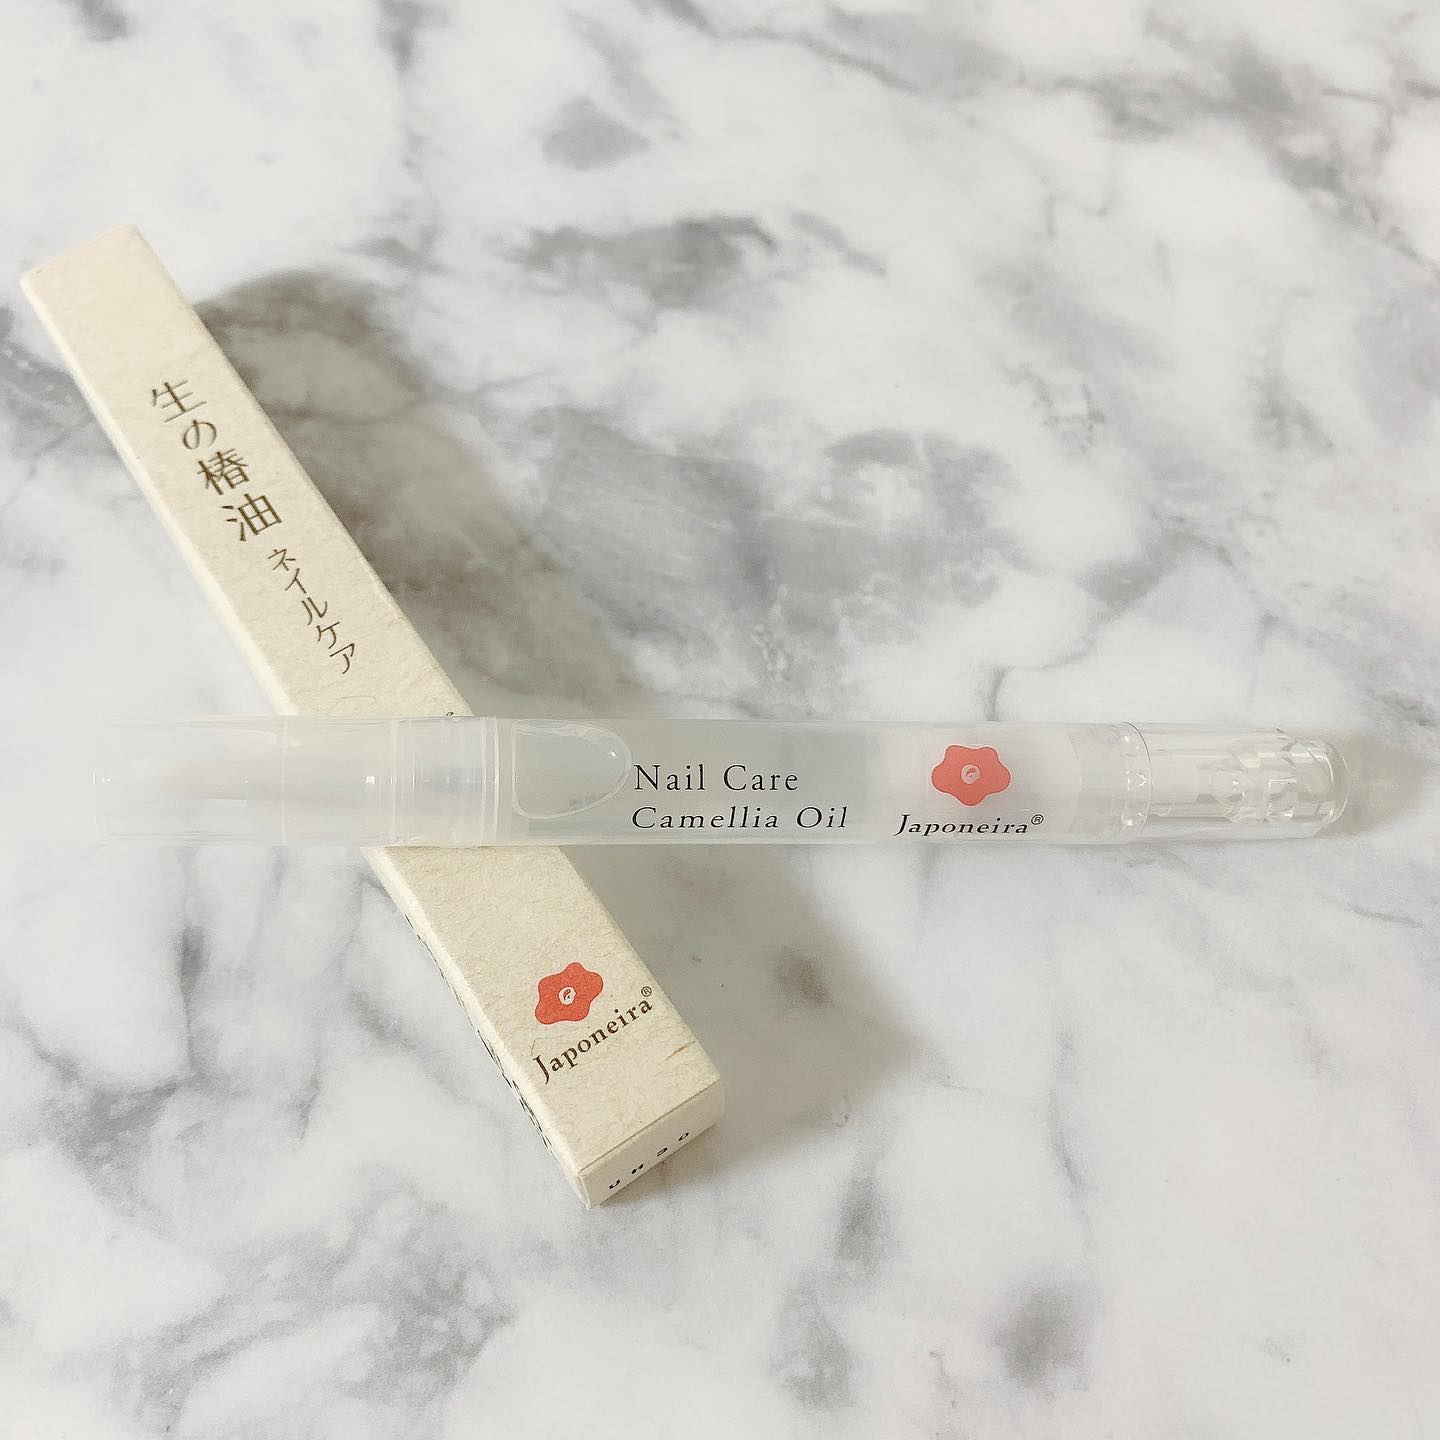 生の椿油 ネイルケア
Nail Care
Camellia Oil
Japoneira®
Japoneira®